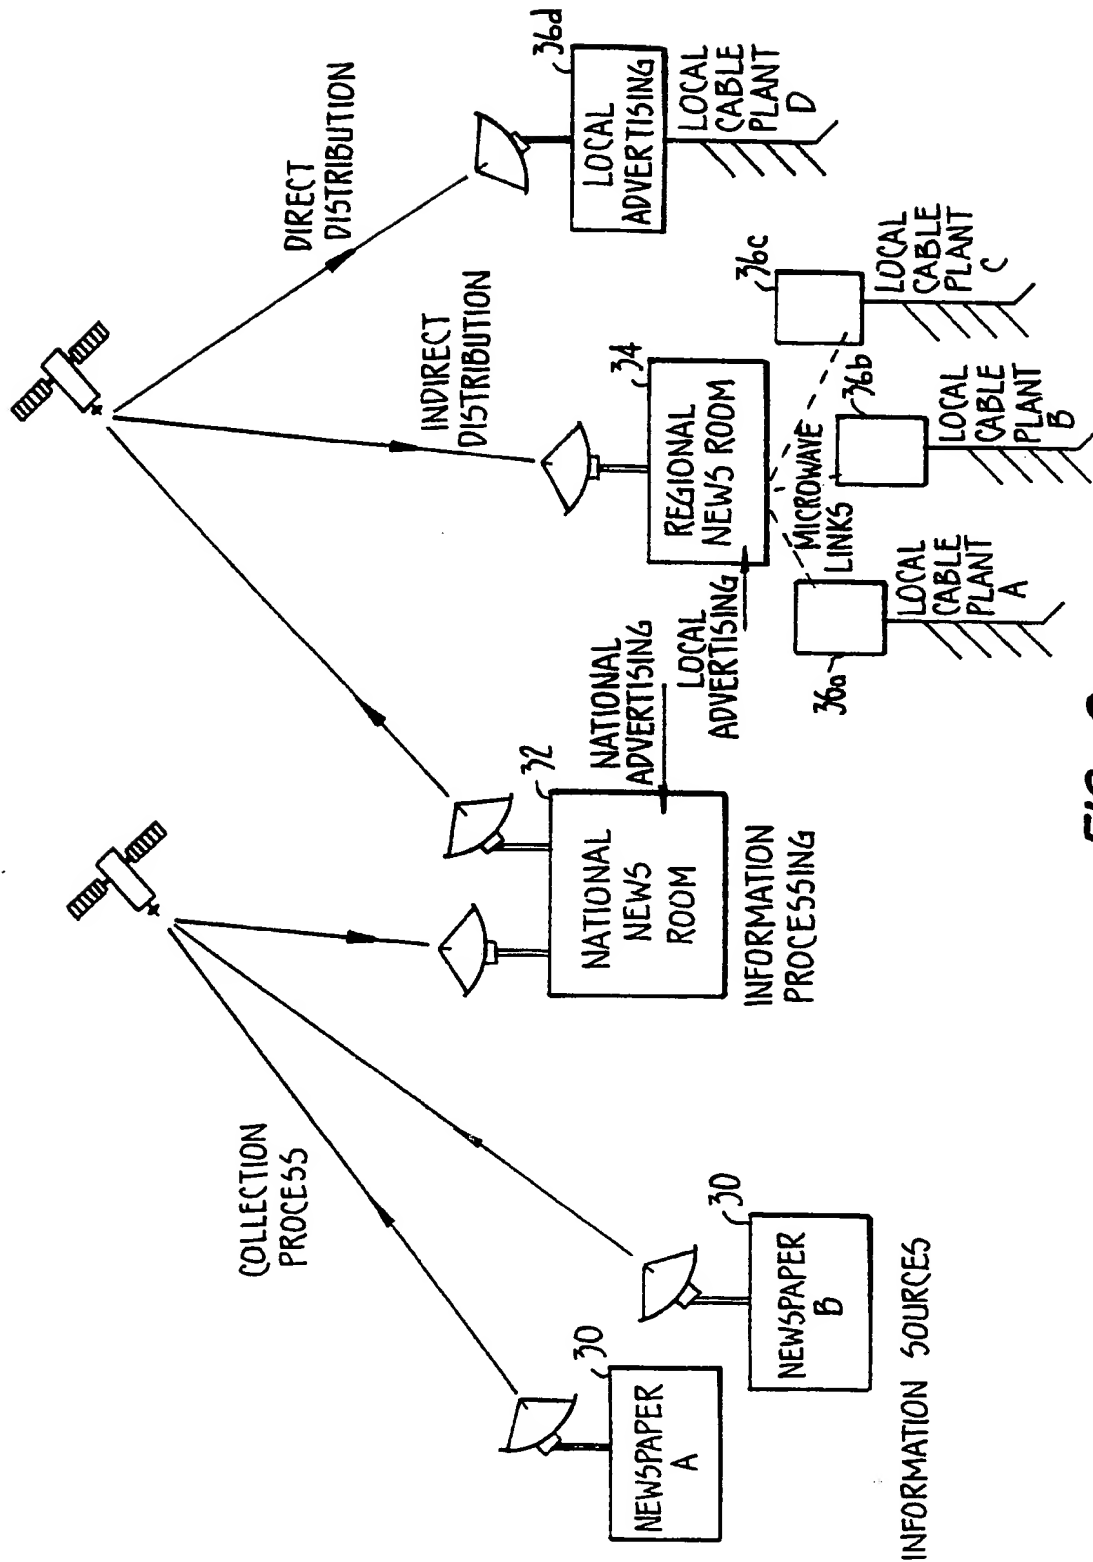 COLLECTION
PROCESS
NEWSPAPER
A
30
NEWSPAPER
B
30
INFORMATION SOURCES
NATIONAL
NEWS
ROOM
32
INFORMATION
PROCESSING
NATIONAL
ADVERTISING
LOCAL
ADVERTISING
INDIRECT
DISTRIBUTION
REGIONAL
NEWS ROOM
34
MICROWAVE
LINKS
36a
LOCAL
CABLE
PLANT
A
36b
LOCAL
CABLE
PLANT
B
36c
LOCAL
CABLE
PLANT
C
DIRECT
DISTRIBUTION
LOCAL
ADVERTISING
36d
LOCAL
CABLE
PLANT
D